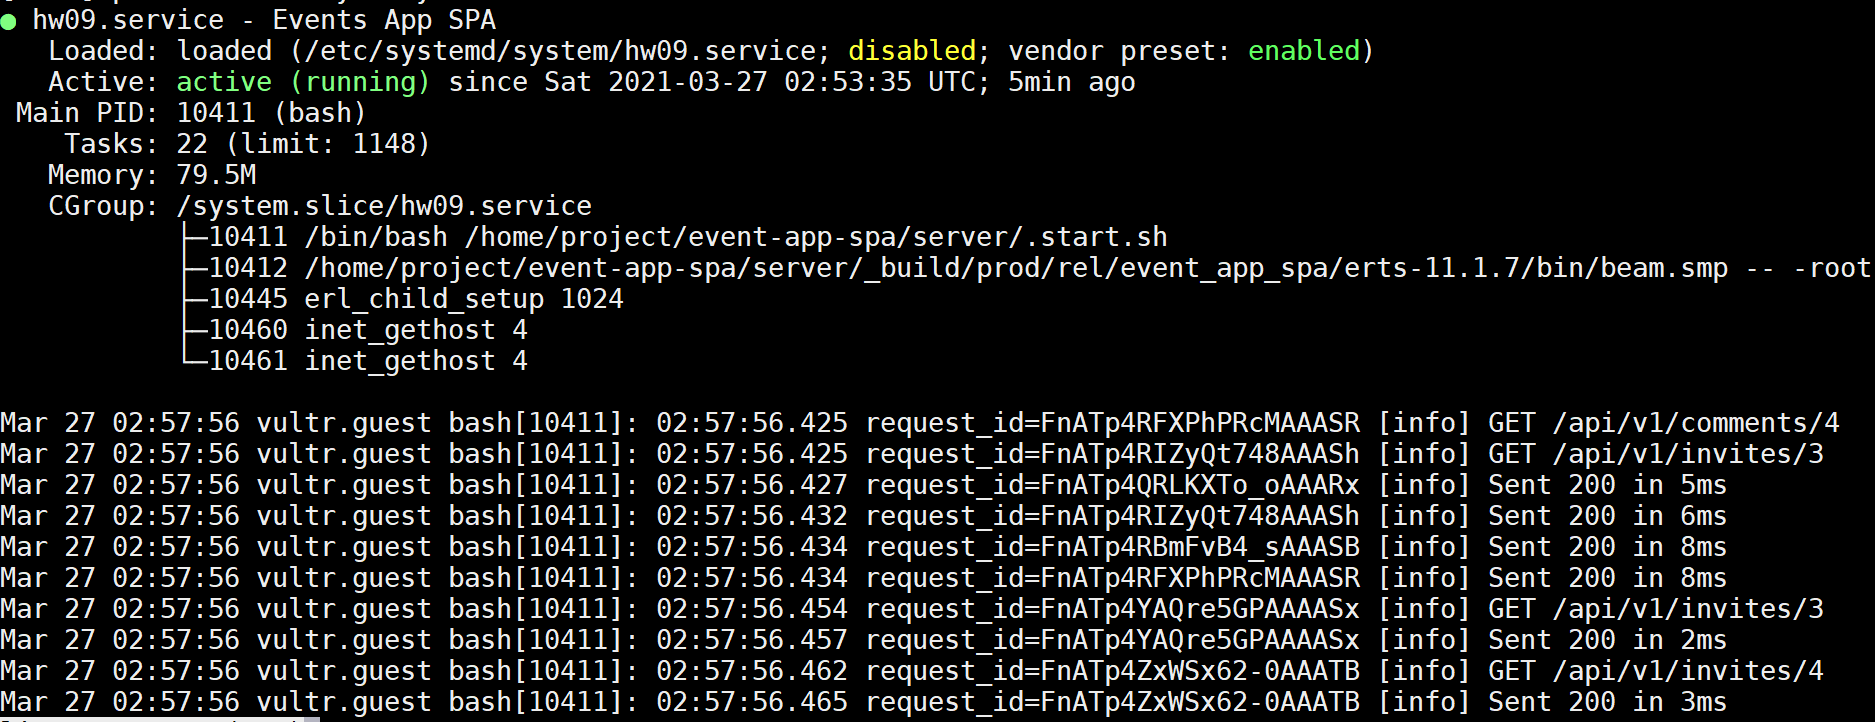 ● hw09.service - Events App SPA
   Loaded: loaded (/etc/systemd/system/hw09.service; disabled; vendor preset: enabled)
   Active: active (running) since Sat 2021-03-27 02:53:35 UTC; 5min ago
 Main PID: 10411 (bash)
    Tasks: 22 (limit: 1148)
   Memory: 79.5M
   CGroup: /system.slice/hw09.service
           ├─10411 /bin/bash /home/project/event-app-spa/server/.start.sh
           ├─10412 /home/project/event-app-spa/server/_build/prod/rel/event_app_spa/erts-11.1.7/bin/beam.smp -- -root
           ├─10445 erl_child_setup 1024
           ├─10460 inet_gethost 4
           └─10461 inet_gethost 4
Mar 27 02:57:56 vultr.guest bash[10411]: 02:57:56.425 request_id=FnATp4RFXPhPRcMAAASR [info] GET /api/v1/comments/4
Mar 27 02:57:56 vultr.guest bash[10411]: 02:57:56.425 request_id=FnATp4RIZyQt748AAASh [info] GET /api/v1/invites/3
Mar 27 02:57:56 vultr.guest bash[10411]: 02:57:56.427 request_id=FnATp4QRLKXTo_oAAARx [info] Sent 200 in 5ms
Mar 27 02:57:56 vultr.guest bash[10411]: 02:57:56.432 request_id=FnATp4RIZyQt748AAASh [info] Sent 200 in 6ms
Mar 27 02:57:56 vultr.guest bash[10411]: 02:57:56.434 request_id=FnATp4RBmFvB4_sAAASB [info] Sent 200 in 8ms
Mar 27 02:57:56 vultr.guest bash[10411]: 02:57:56.434 request_id=FnATp4RFXPhPRcMAAASR [info] Sent 200 in 8ms
Mar 27 02:57:56 vultr.guest bash[10411]: 02:57:56.454 request_id=FnATp4YAQre5GPAAAASx [info] GET /api/v1/invites/3
Mar 27 02:57:56 vultr.guest bash[10411]: 02:57:56.457 request_id=FnATp4YAQre5GPAAAASx [info] Sent 200 in 2ms
Mar 27 02:57:56 vultr.guest bash[10411]: 02:57:56.462 request_id=FnATp4ZxWSx62-0AAATB [info] GET /api/v1/invites/4
Mar 27 02:57:56 vultr.guest bash[10411]: 02:57:56.465 request_id=FnATp4ZxWSx62-0AAATB [info] Sent 200 in 3ms